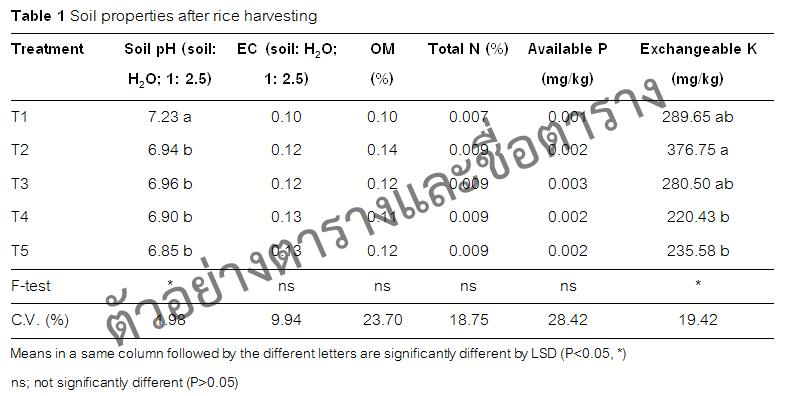 Table 1 Soil properties after rice harvesting
Treatment Soil pH (soil: H2O; 1: 2.5) EC (soil: H2O; 1: 2.5) OM (%) Total N (%) Available P (mg/kg) Exchangeable K (mg/kg)
T1 7.23 a 0.10 0.10 0.007 0.001 289.65 ab
T2 6.94 b 0.12 0.14 0.009 0.002 376.75 a
T3 6.96 b 0.12 0.12 0.009 0.003 280.50 ab
T4 6.90 b 0.13 0.11 0.009 0.002 220.43 b
T5 6.85 b 0.13 0.12 0.009 0.002 235.58 b
F-test * ns ns ns ns *
C.V. (%) 1.98 9.94 23.70 18.75 28.42 19.42
Means in a same column followed by the different letters are significantly different by LSD (P<0.05, *)
ns; not significantly different (P>0.05)
ตัวอย่างตารางและชื่อตาราง